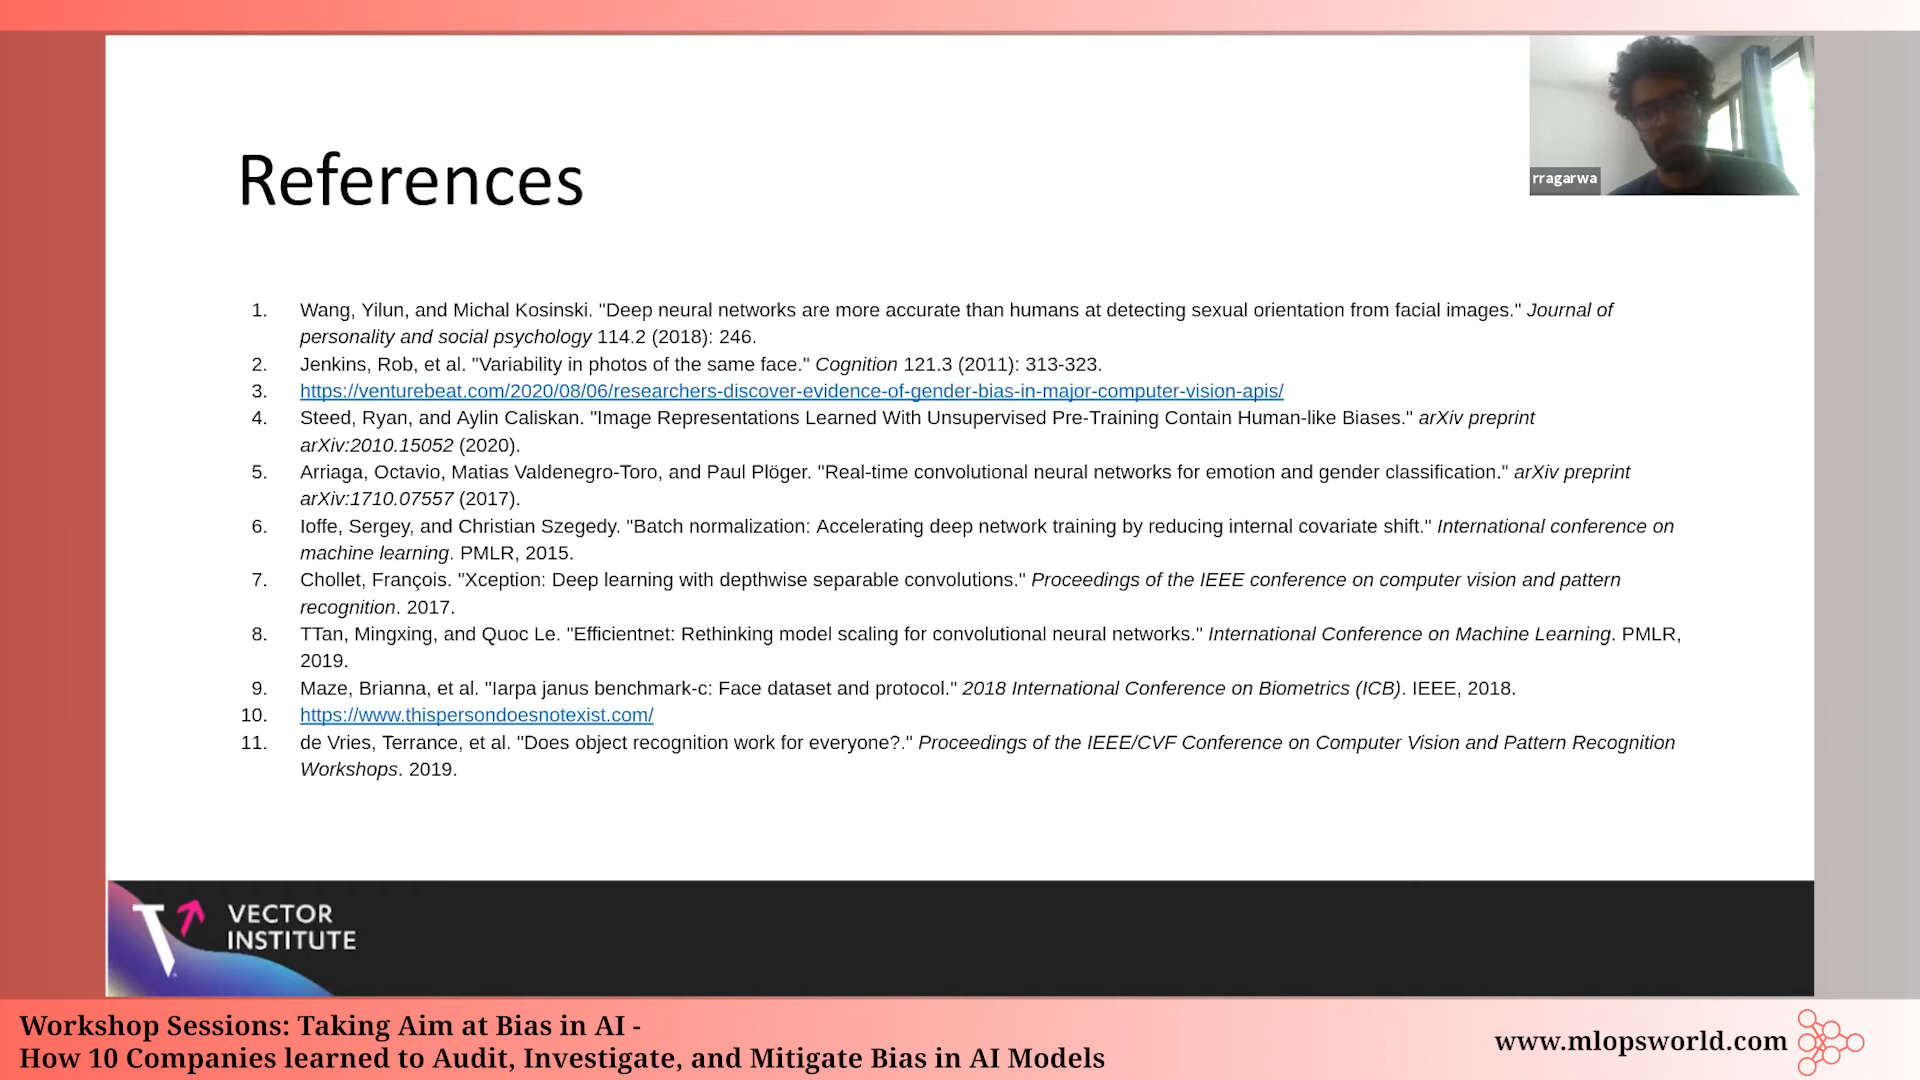 References
rragarwa
1. Wang, Yilun, and Michal Kosinski. "Deep neural networks are more accurate than humans at detecting sexual orientation from facial images." Journal of
personality and social psychology 114.2 (2018): 246.
2. Jenkins, Rob, et al. "Variability in photos of the same face." Cognition 121.3 (2011): 313-323.
3. https://venturebeat.com/2020/08/06/researchers-discover-evidence-of-gender-bias-in-major-computer-vision-apis/
4. Steed, Ryan, and Aylin Caliskan. "Image Representations Learned With Unsupervised Pre-Training Contain Human-like Biases." arXiv preprint
arXiv:2010.15052 (2020).
5. Arriaga, Octavio, Matias Valdenegro-Toro, and Paul Plöger. "Real-time convolutional neural networks for emotion and gender classification." arXiv preprint
arXiv:1710.07557 (2017).
6. Ioffe, Sergey, and Christian Szegedy. "Batch normalization: Accelerating deep network training by reducing internal covariate shift." International conference on
machine learning. PMLR, 2015.
7. Chollet, François. "Xception: Deep learning with depthwise separable convolutions." Proceedings of the IEEE conference on computer vision and pattern
recognition. 2017.
8. TTan, Mingxing, and Quoc Le. "Efficientnet: Rethinking model scaling for convolutional neural networks." International Conference on Machine Learning. PMLR,
2019.
9. Maze, Brianna, et al. "Iarpa janus benchmark-c: Face dataset and protocol." 2018 International Conference on Biometrics (ICB). IEEE, 2018.
10. https://www.thispersondoesnotexist.com/
11. de Vries, Terrance, et al. "Does object recognition work for everyone?." Proceedings of the IEEE/CVF Conference on Computer Vision and Pattern Recognition
Workshops. 2019.
VECTOR
INSTITUTE
Workshop Sessions: Taking Aim at Bias in AI -
How 10 Companies learned to Audit, Investigate, and Mitigate Bias in AI Models
www.mlopsworld.com